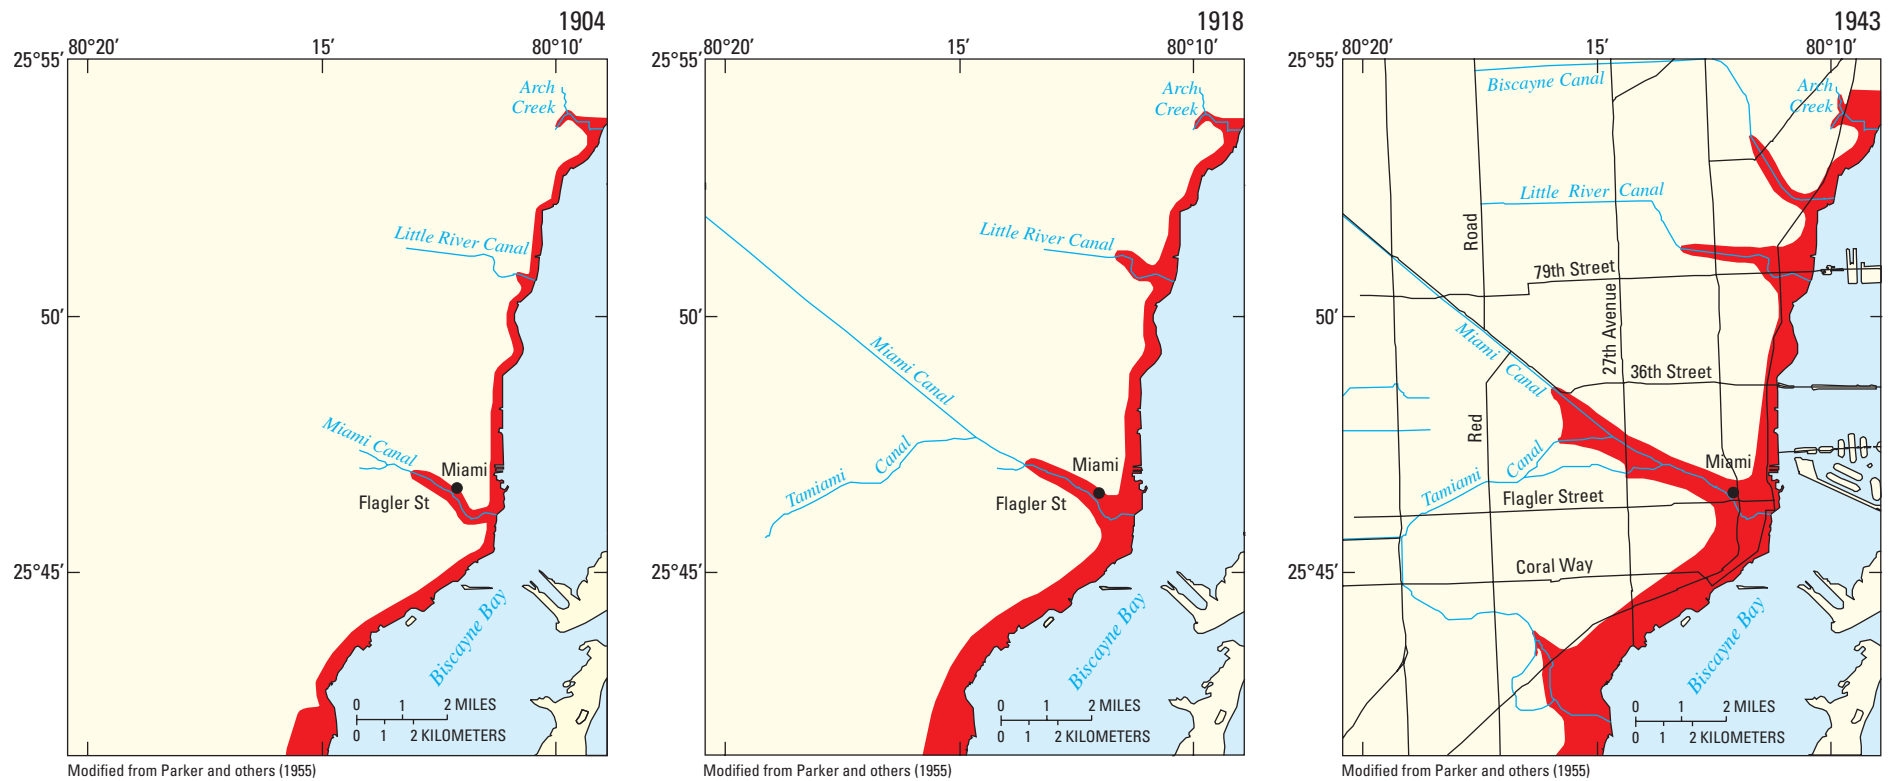 1904
80°20′
15′
80°10′
25°55′
Arch
Creek
Little River Canal
50′
Miami Canal
Miami
Flagler St
25°45′
Biscayne Bay
0 1 2 MILES
0 1 2 KILOMETERS
Modified from Parker and others (1955)
1918
80°20′
15′
80°10′
25°55′
Arch
Creek
Little River Canal
50′
Miami Canal
Tamiami Canal
Miami
Flagler St
25°45′
Biscayne Bay
0 1 2 MILES
0 1 2 KILOMETERS
Modified from Parker and others (1955)
1943
80°20′
15′
80°10′
25°55′
Biscayne Canal
Arch
Creek
Little River Canal
Red Road
79th Street
50′
27th Avenue
Miami Canal
36th Street
Tamiami Canal
Miami
Flagler Street
25°45′
Coral Way
Biscayne Bay
0 1 2 MILES
0 1 2 KILOMETERS
Modified from Parker and others (1955)